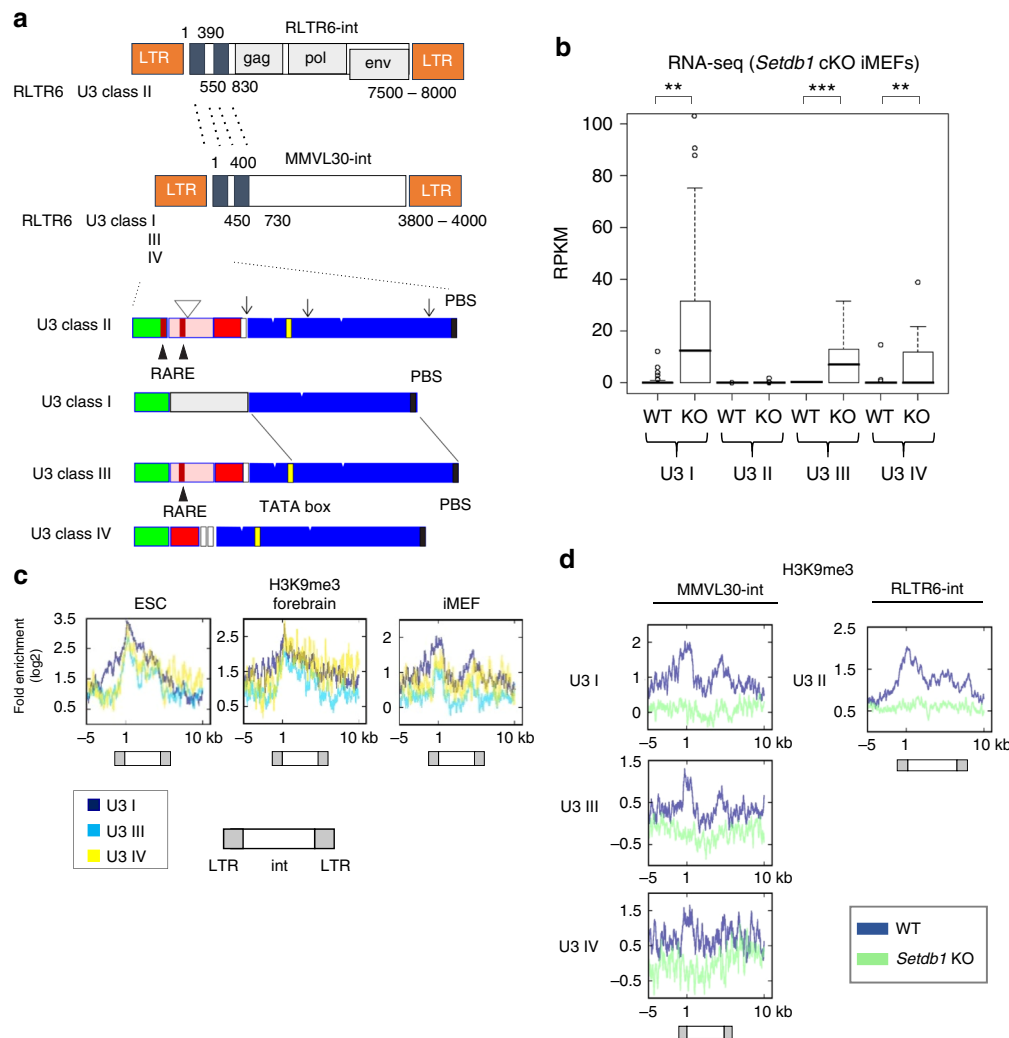 a
1 390 RLTR6-int
LTR gag pol env LTR
RLTR6 U3 class II 550 830 7500 – 8000
1 400 MMVL30-int
LTR LTR
RLTR6 U3 class I 450 730 3800 – 4000
III
IV
PBS
U3 class II
RARE
PBS
U3 class I
U3 class III
RARE TATA box PBS
U3 class IV
b
RNA-seq (Setdb1 cKO iMEFs)
** *** **
RPKM
100
80
60
40
20
0
WT KO WT KO WT KO WT KO
U3 I U3 II U3 III U3 IV
c
H3K9me3
ESC forebrain iMEF
Fold enrichment
(log2)
3.5
2.5
1.5
0.5
2.5
1.5
0.5
2
1
0
–5 1 10 kb –5 1 10 kb –5 1 10 kb
U3 I
U3 III
U3 IV
LTR int LTR
d
H3K9me3
MMVL30-int RLTR6-int
U3 I
2
1
0
–5 1 10 kb
U3 II
2.5
1.5
0.5
–5 1 10 kb
U3 III
1.5
0.5
–0.5
–5 1 10 kb
U3 IV
1.5
0.5
–0.5
–5 1 10 kb
WT
Setdb1 KO